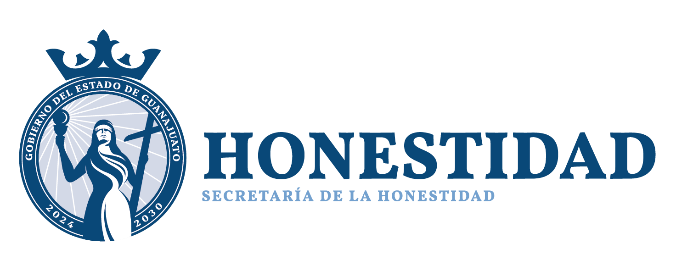 GOBIERNO DEL ESTADO DE GUANAJUATO
2024
2030
HONESTIDAD
SECRETARÍA DE LA HONESTIDAD